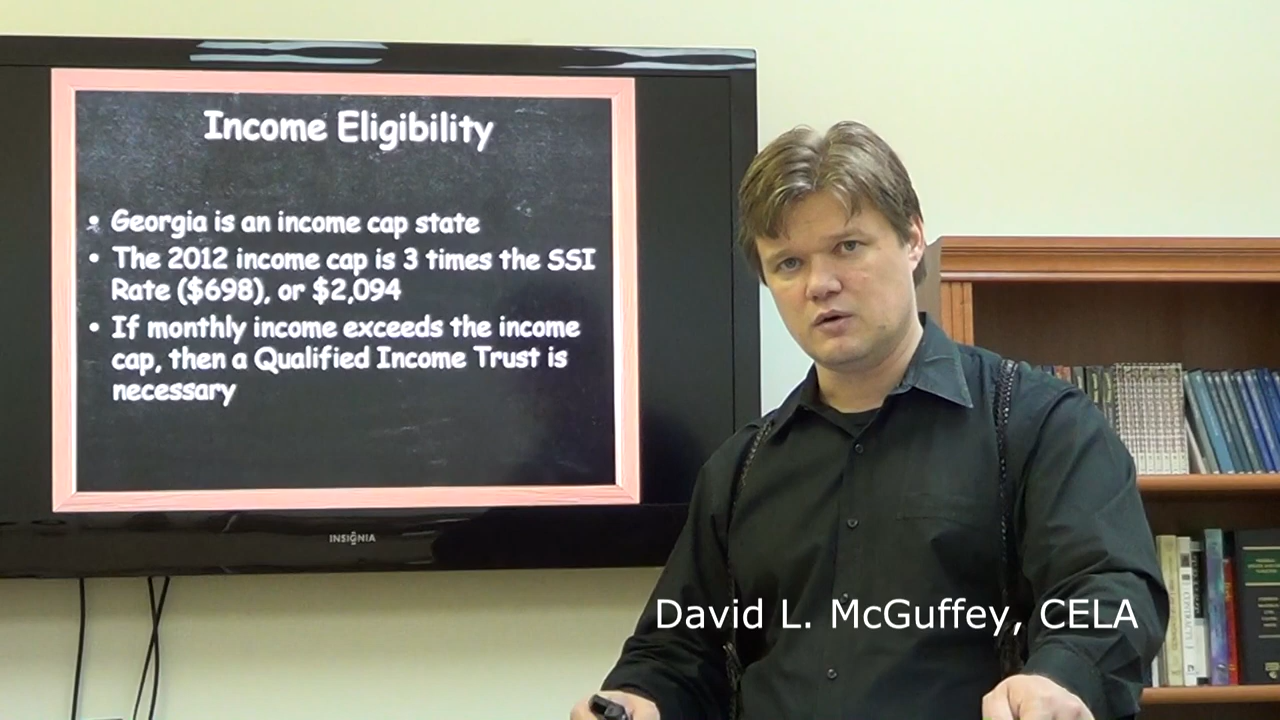 Income Eligibility
• Georgia is an income cap state
• The 2012 income cap is 3 times the SSI
Rate ($698), or $2,094
• If monthly income exceeds the income
cap, then a Qualified Income Trust is
necessary
INSIGNIA
David L. McGuffey, CELA